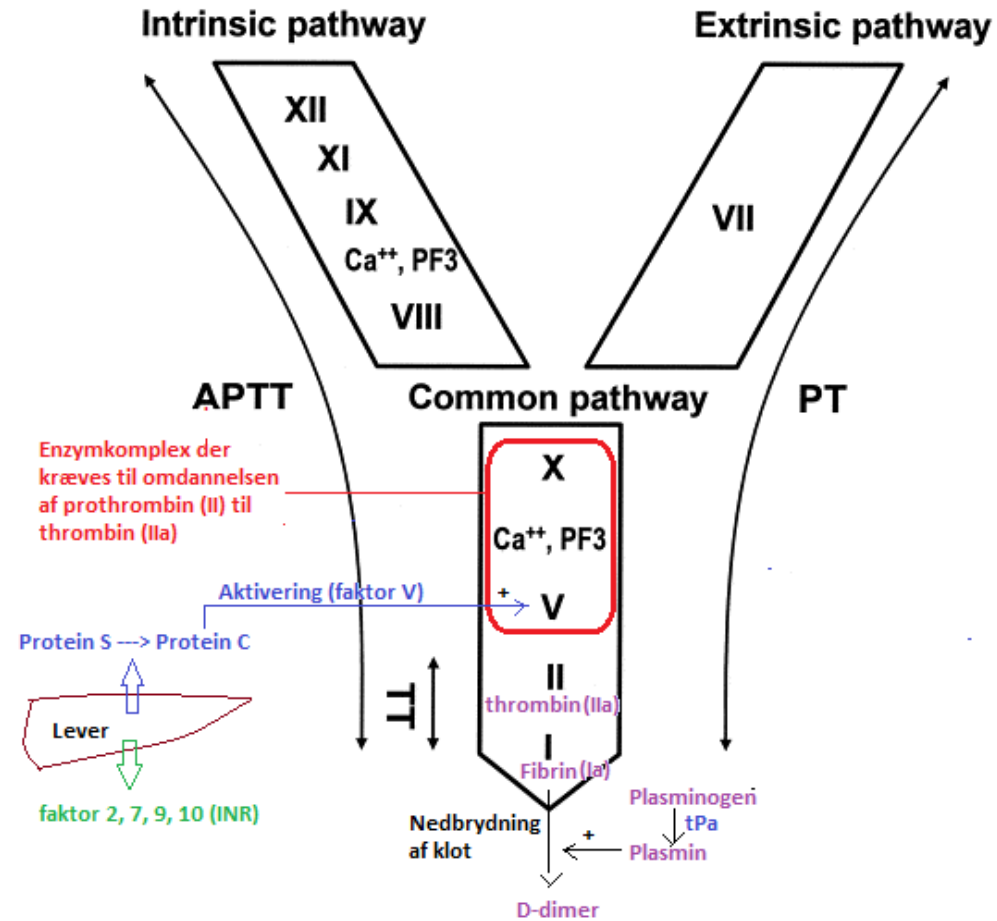 Intrinsic pathway
Extrinsic pathway
XII
XI
IX
Ca++, PF3
VIII
VII
APTT
Common pathway
PT
Enzymkomplex der
kræves til omdannelsen
af prothrombin (II) til
thrombin (IIa)
X
Ca++, PF3
V
Aktivering (faktor V)
+
Protein S ---> Protein C
Lever
faktor 2, 7, 9, 10 (INR)
TT
II
thrombin (IIa)
I
Fibrin (Ia)
Nedbrydning
af klot
+
Plasminogen
tPa
Plasmin
D-dimer